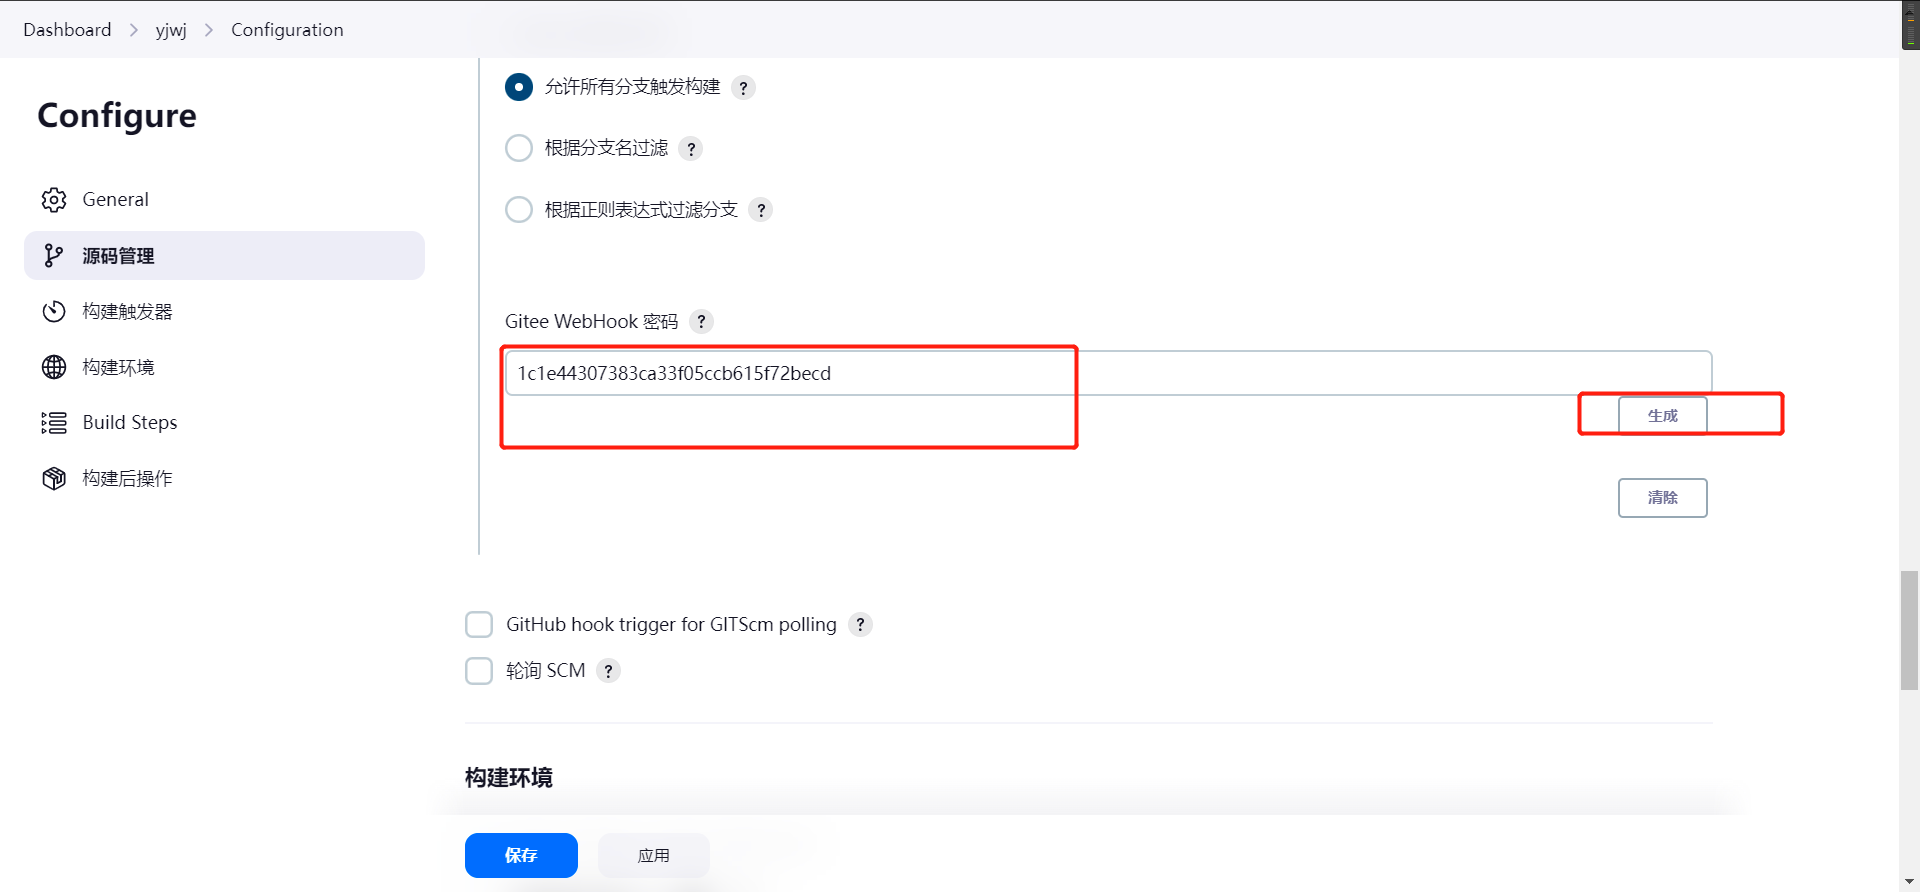 Dashboard > yjwj > Configuration
Configure
General
源码管理
构建触发器
构建环境
Build Steps
构建后操作
允许所有分支触发构建 ?
根据分支名过滤 ?
根据正则表达式过滤分支 ?
Gitee WebHook 密码 ?
1c1e44307383ca33f05ccb615f72becd
生成
清除
GitHub hook trigger for GITScm polling ?
轮询 SCM ?
构建环境
保存
应用